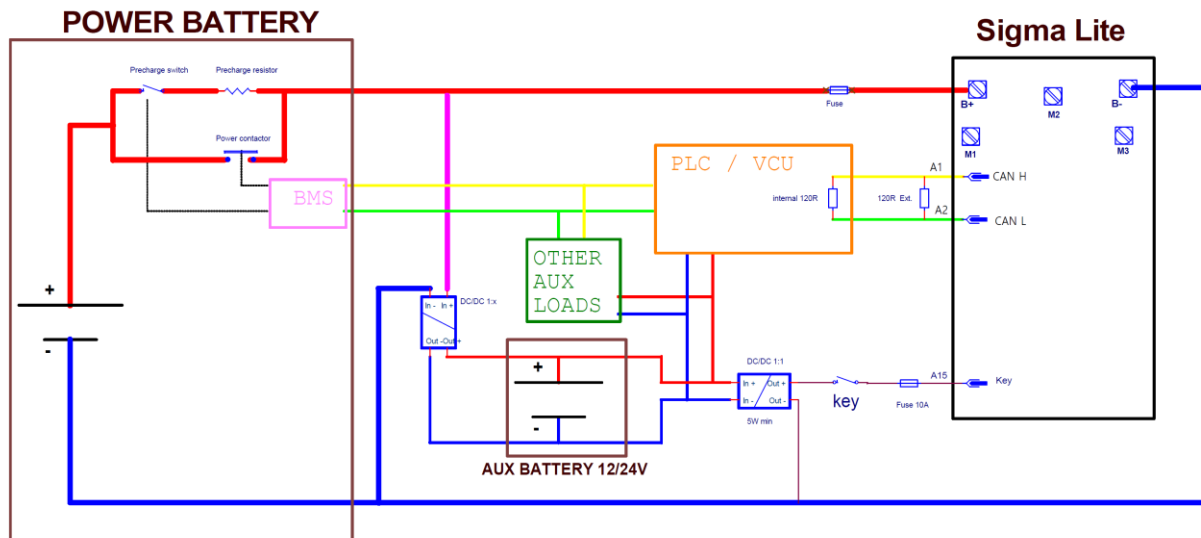 POWER BATTERY
Sigma Lite
Precharge switch
Precharge resistor
Fuse
B+
M2
B-
M1
M3
Power contactor
BMS
PLC / VCU
internal 120R
120R Ext.
A1
CAN H
A2
CAN L
OTHER
AUX
LOADS
+
-
In - In +
DC/DC 1:x
Out - Out +
+
-
AUX BATTERY 12/24V
DC/DC 1:1
In + Out +
In - Out -
5W min
key
Fuse 10A
A15
Key